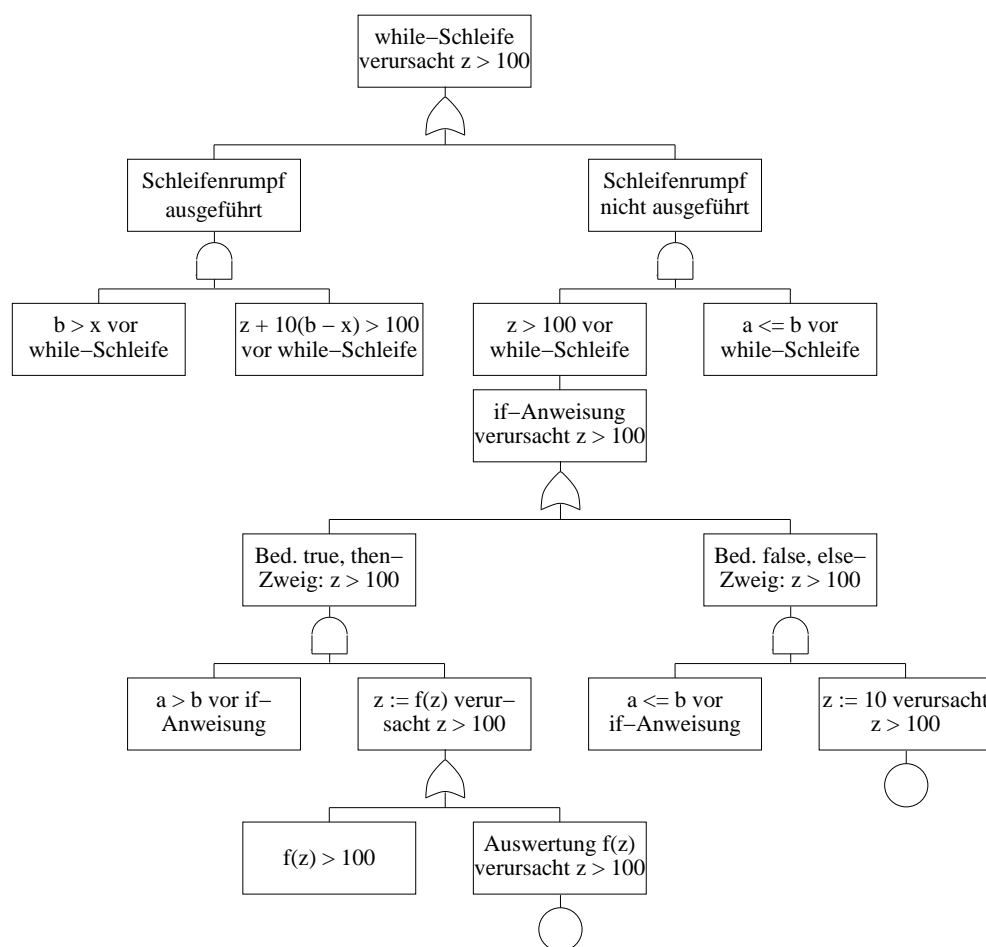 while−Schleife
verursacht z > 100
Schleifenrumpf
ausgeführt
Schleifenrumpf
nicht ausgeführt
b > x vor
while−Schleife
z + 10(b − x) > 100
vor while−Schleife
z > 100 vor
while−Schleife
a <= b vor
while−Schleife
if−Anweisung
verursacht z > 100
Bed. true, then−
Zweig: z > 100
Bed. false, else−
Zweig: z > 100
a > b vor if−
Anweisung
z := f(z) verur−
sacht z > 100
a <= b vor
if−Anweisung
z := 10 verursacht
z > 100
f(z) > 100
Auswertung f(z)
verursacht z > 100